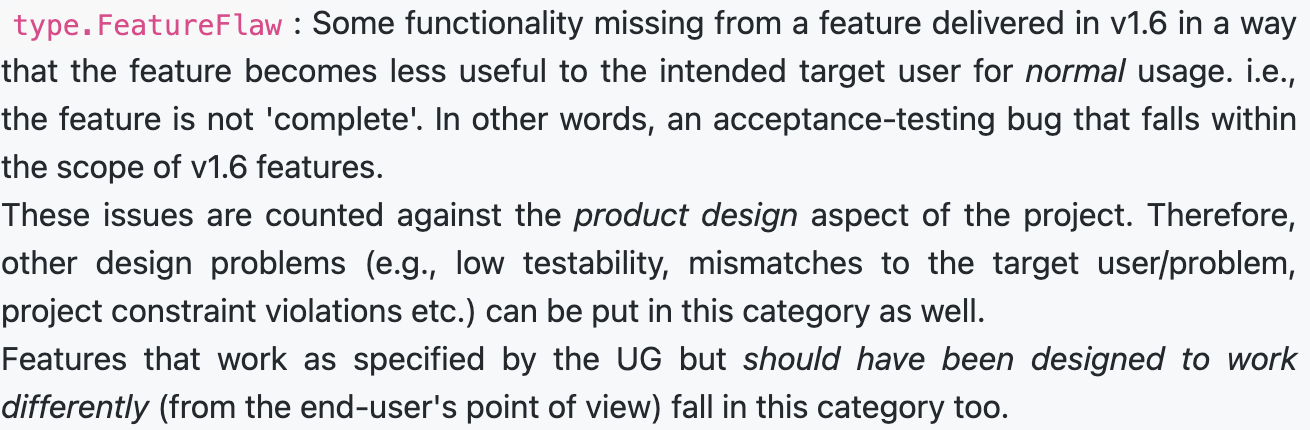 type.FeatureFlaw : Some functionality missing from a feature delivered in v1.6 in a way
that the feature becomes less useful to the intended target user for normal usage. i.e.,
the feature is not 'complete'. In other words, an acceptance-testing bug that falls within
the scope of v1.6 features.
These issues are counted against the product design aspect of the project. Therefore,
other design problems (e.g., low testability, mismatches to the target user/problem,
project constraint violations etc.) can be put in this category as well.
Features that work as specified by the UG but should have been designed to work
differently (from the end-user's point of view) fall in this category too.